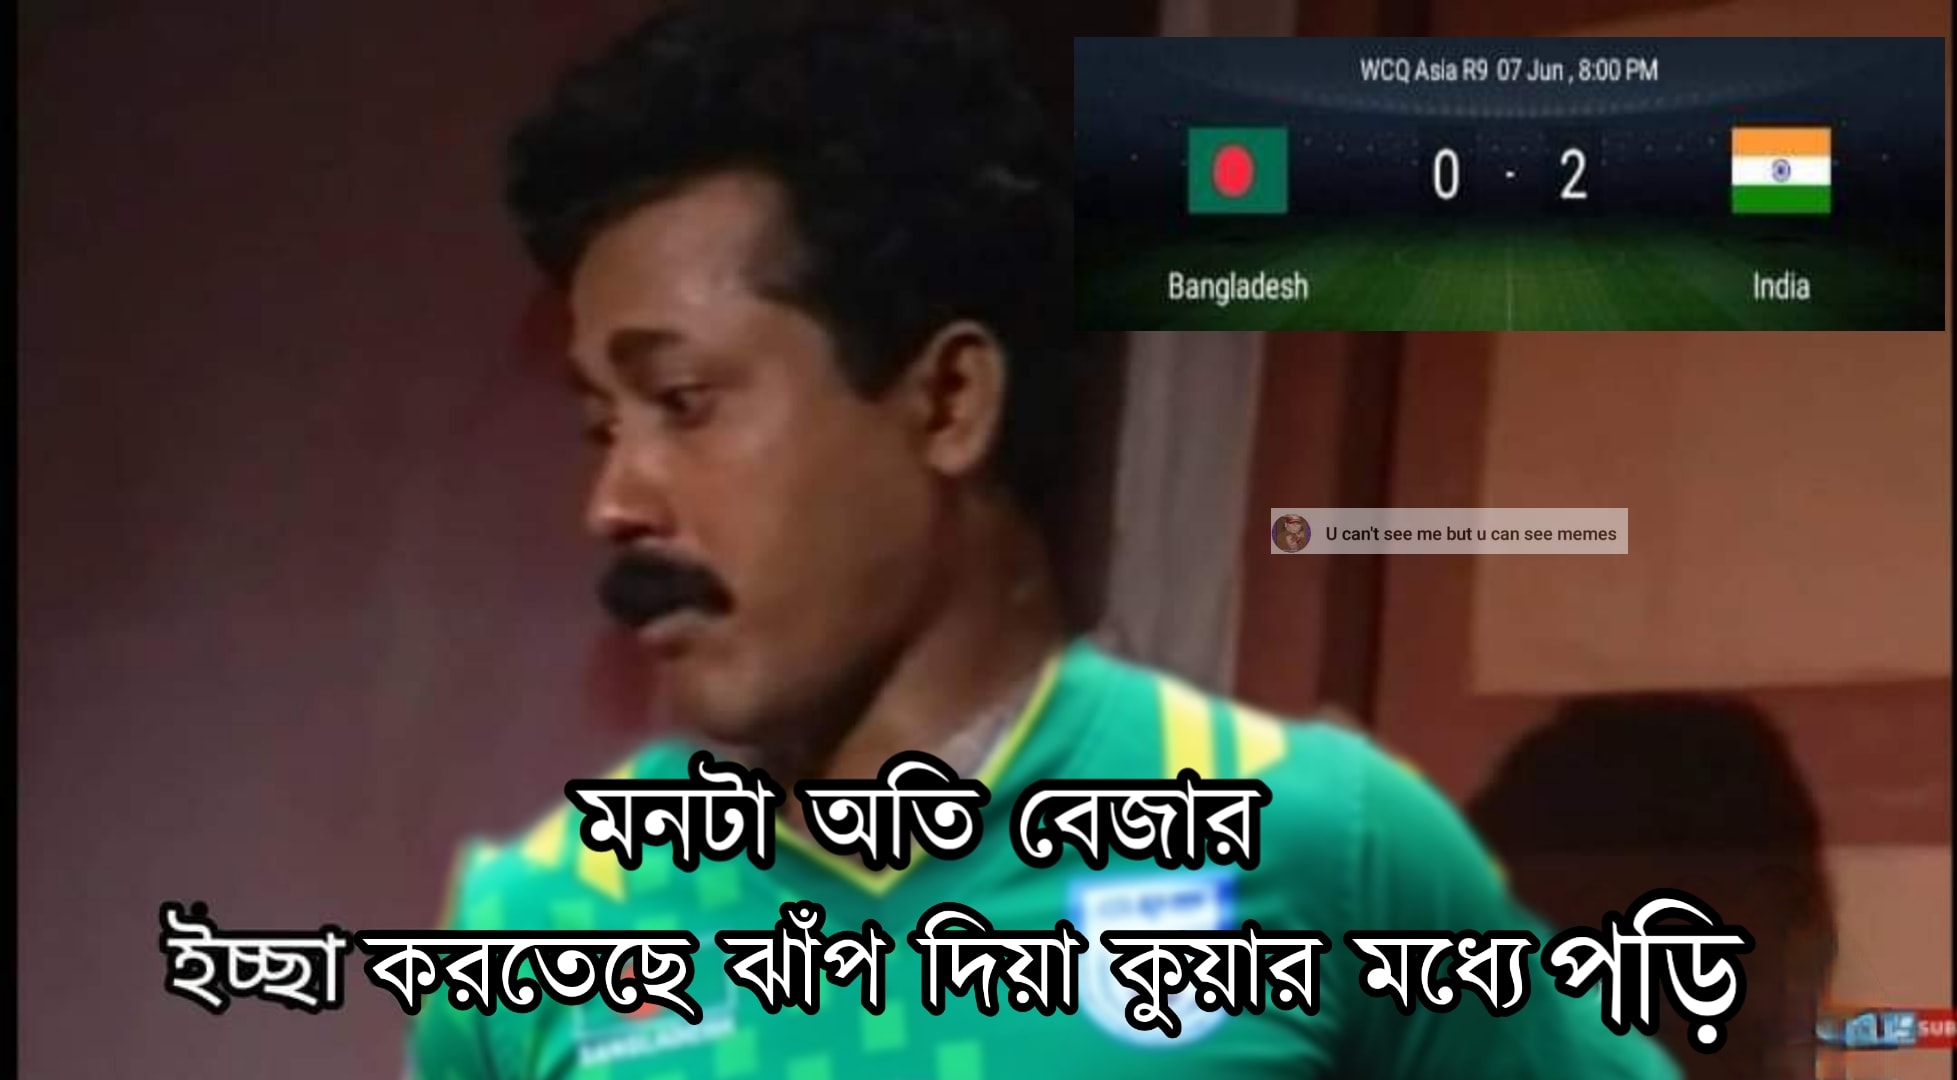 WCQ Asia R9 07 Jun , 8:00 PM
0 - 2
Bangladesh India
U can't see me but u can see memes
মনটা অতি বেজার
ইচ্ছা করতেছে ঝাঁপ দিয়া কুয়ার মধ্যে পড়ি
SUB